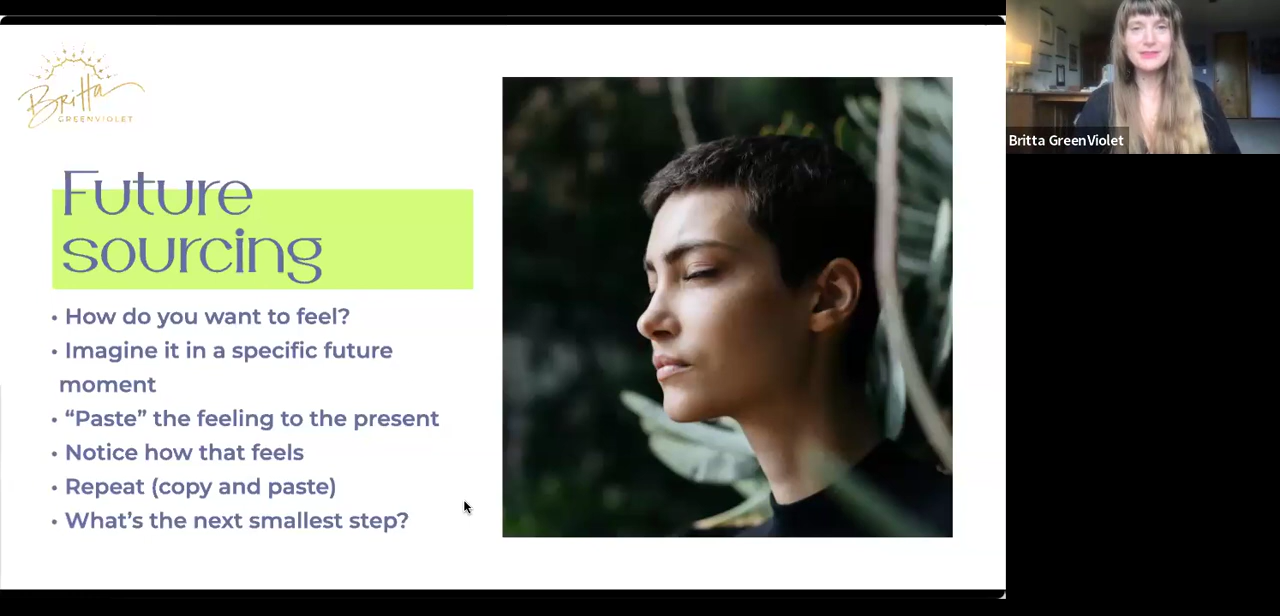 Britta
GREENVIOLET
Future
sourcing
• How do you want to feel?
• Imagine it in a specific future
moment
• “Paste” the feeling to the present
• Notice how that feels
• Repeat (copy and paste)
• What’s the next smallest step?
Britta GreenViolet